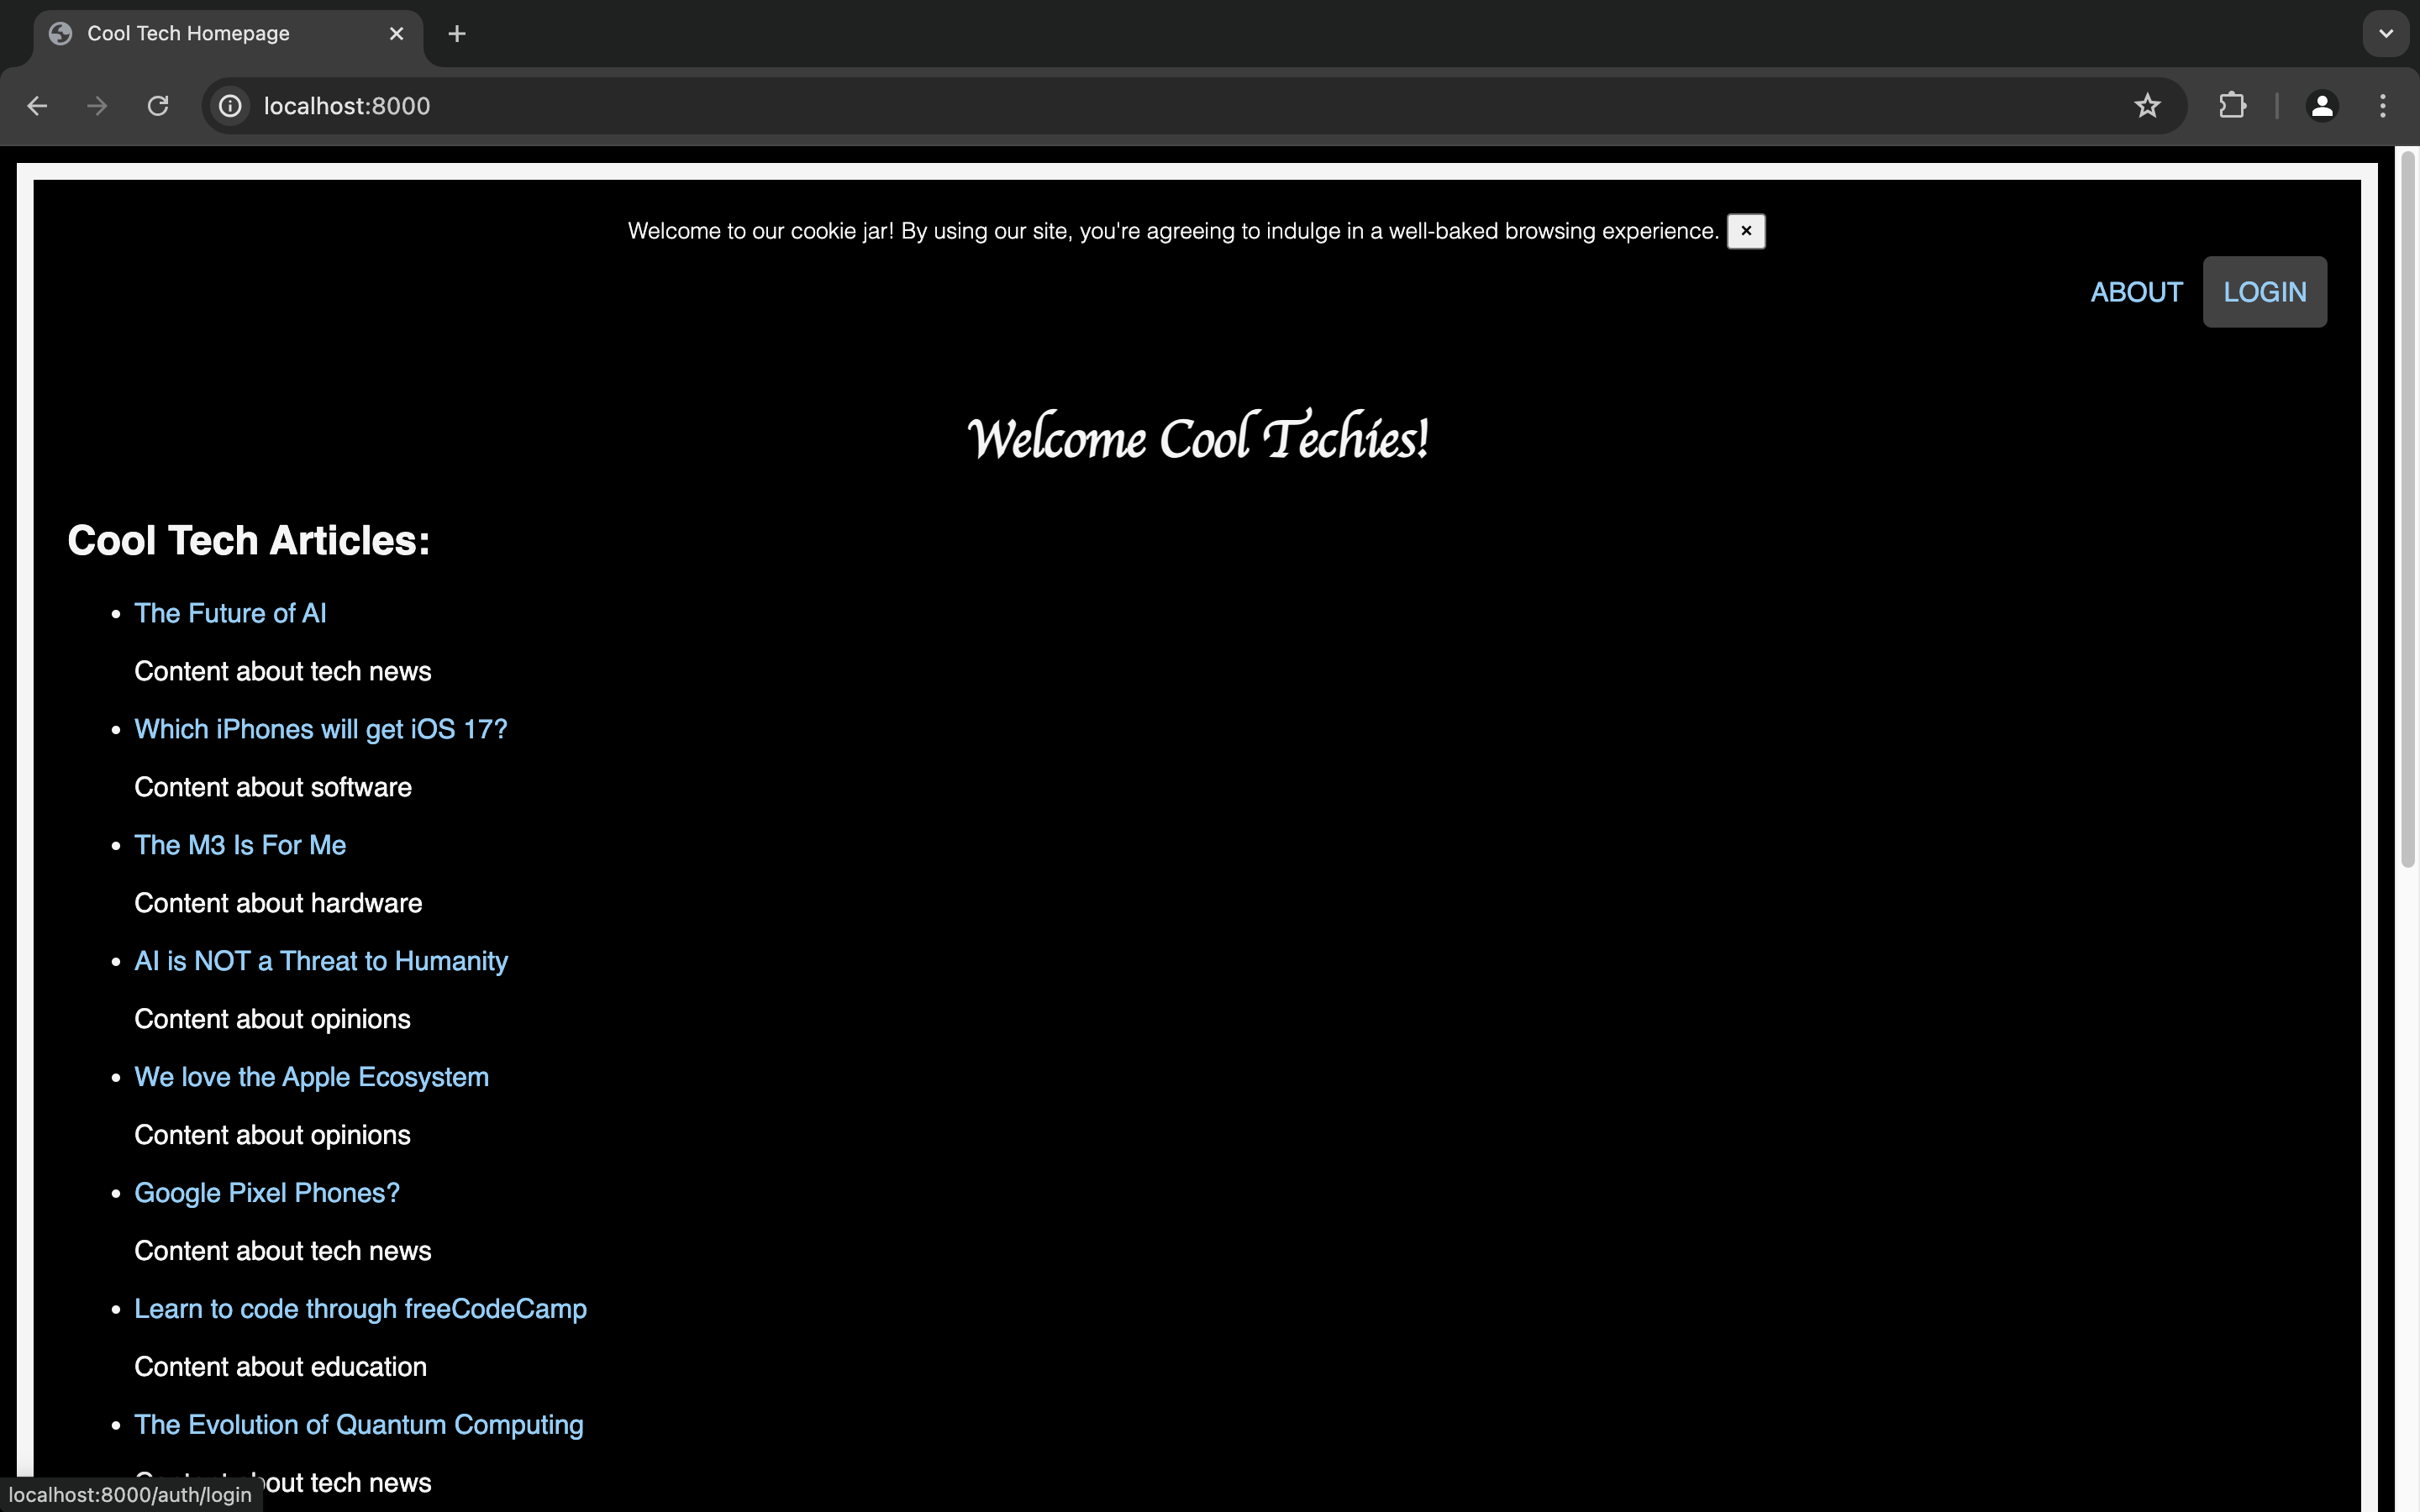 Cool Tech Homepage
localhost:8000
Welcome to our cookie jar! By using our site, you're agreeing to indulge in a well-baked browsing experience. ×
ABOUT LOGIN
Welcome Cool Techies!
Cool Tech Articles:
• The Future of AI
Content about tech news
• Which iPhones will get iOS 17?
Content about software
• The M3 Is For Me
Content about hardware
• AI is NOT a Threat to Humanity
Content about opinions
• We love the Apple Ecosystem
Content about opinions
• Google Pixel Phones?
Content about tech news
• Learn to code through freeCodeCamp
Content about education
• The Evolution of Quantum Computing
out tech news
localhost:8000/auth/login